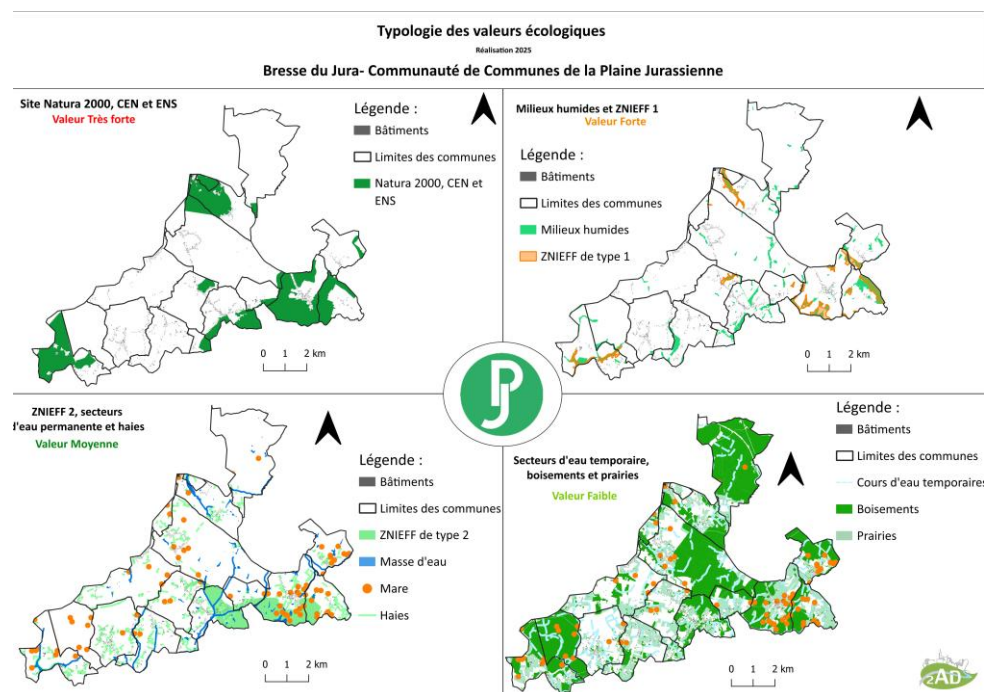 Typologie des valeurs écologiques
Réalisation 2025
Bresse du Jura- Communauté de Communes de la Plaine Jurassienne
Site Natura 2000, CEN et ENS
Valeur Très forte
Légende :
Bâtiments
Limites des communes
Natura 2000, CEN et
ENS
0 1 2 km
Milieux humides et ZNIEFF 1
Valeur Forte
Légende :
Bâtiments
Limites des communes
Milieux humides
ZNIEFF de type 1
0 1 2 km
PJ
ZNIEFF 2, secteurs
d'eau permanente et haies
Valeur Moyenne
Légende :
Bâtiments
Limites des communes
ZNIEFF de type 2
Masse d'eau
Mare
Haies
0 1 2 km
Secteurs d'eau temporaire,
boisements et prairies
Valeur Faible
Légende :
Bâtiments
Limites des communes
Cours d'eau temporaires
Boisements
Prairies
0 1 2 km
2AD